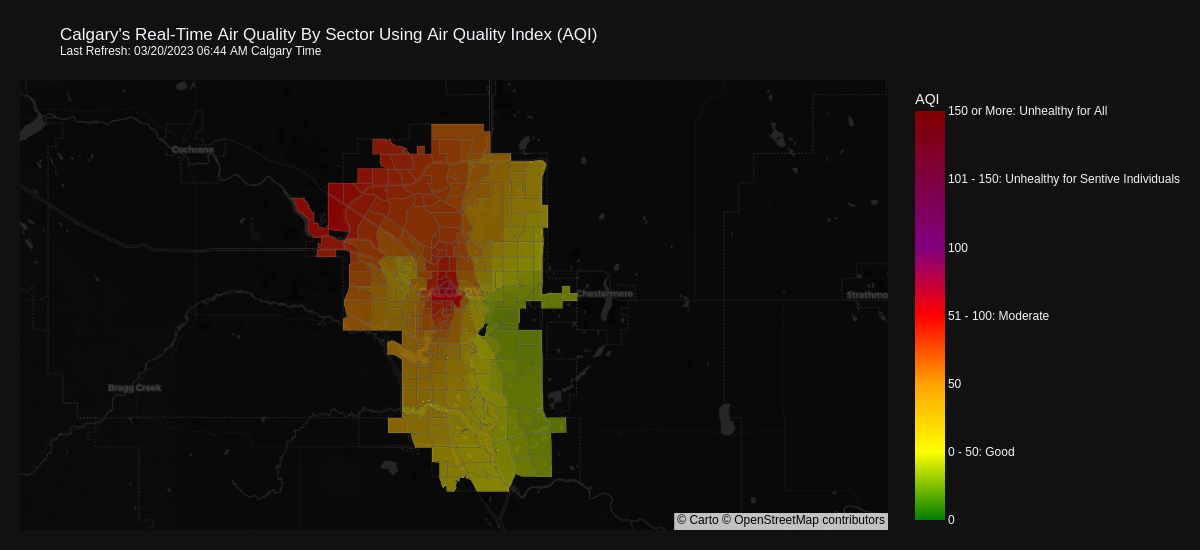 Calgary's Real-Time Air Quality By Sector Using Air Quality Index (AQI)
Last Refresh: 03/20/2023 06:44 AM Calgary Time
AQI
150 or More: Unhealthy for All
Cochrane
101 - 150: Unhealthy for Sentive Individuals
100
CALGARY
Chestermere
Strathmo
51 - 100: Moderate
Bragg Creek
50
0 - 50: Good
0
© Carto © OpenStreetMap contributors